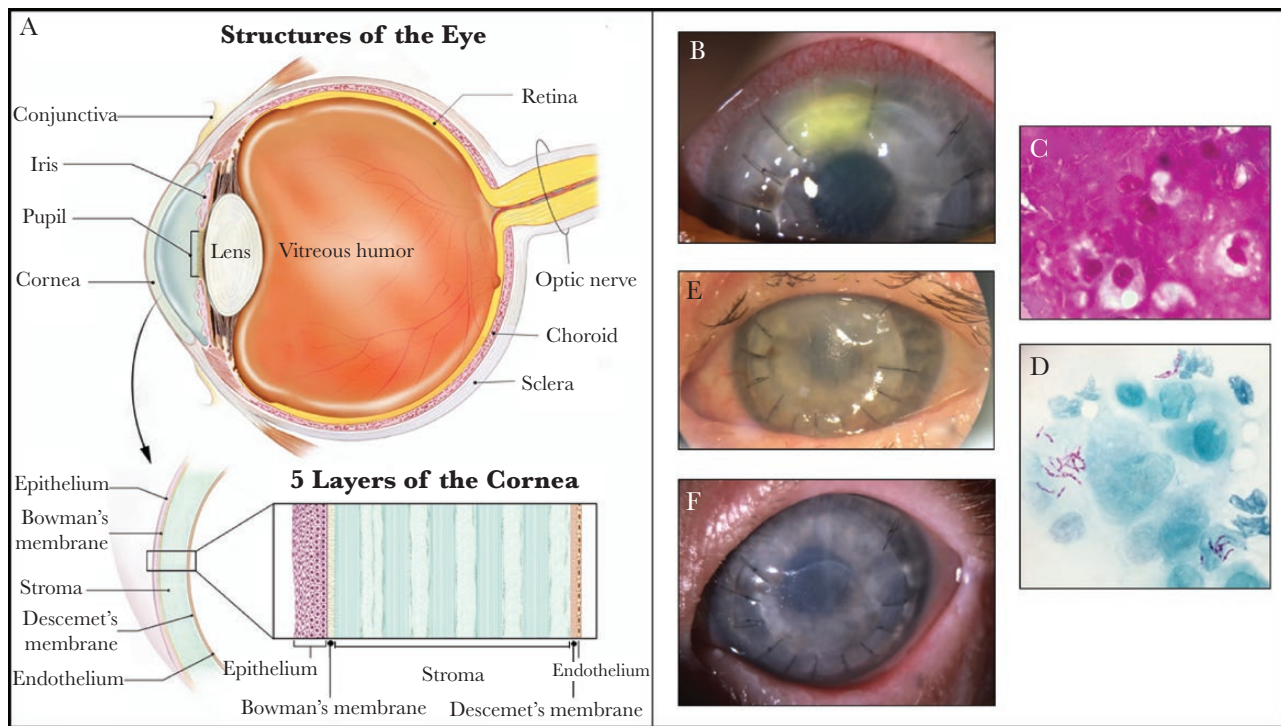 A
Structures of the Eye
Conjunctiva
Iris
Pupil
Cornea
Lens
Vitreous humor
Retina
Optic nerve
Choroid
Sclera
5 Layers of the Cornea
Epithelium
Bowman's
membrane
Stroma
Descemet's
membrane
Endothelium
Epithelium
Bowman's membrane
Stroma
Descemet's membrane
Endothelium
B
C
E
D
F